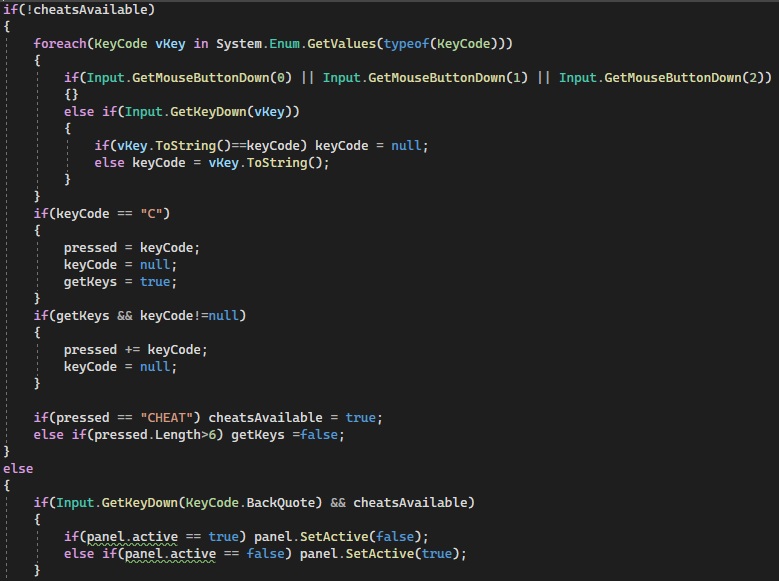 if(!cheatsAvailable)
{
    foreach(KeyCode vKey in System.Enum.GetValues(typeof(KeyCode)))
    {
        if(Input.GetMouseButtonDown(0) || Input.GetMouseButtonDown(1) || Input.GetMouseButtonDown(2))
        {}
        else if(Input.GetKeyDown(vKey))
        {
            if(vKey.ToString()==keyCode) keyCode = null;
            else keyCode = vKey.ToString();
        }
    }
    if(keyCode == "C")
    {
        pressed = keyCode;
        keyCode = null;
        getKeys = true;
    }
    if(getKeys && keyCode!=null)
    {
        pressed += keyCode;
        keyCode = null;
    }

    if(pressed == "CHEAT") cheatsAvailable = true;
    else if(pressed.Length>6) getKeys =false;
}
else
{
    if(Input.GetKeyDown(KeyCode.BackQuote) && cheatsAvailable)
    {
        if(panel.active == true) panel.SetActive(false);
        else if(panel.active == false) panel.SetActive(true);
    }